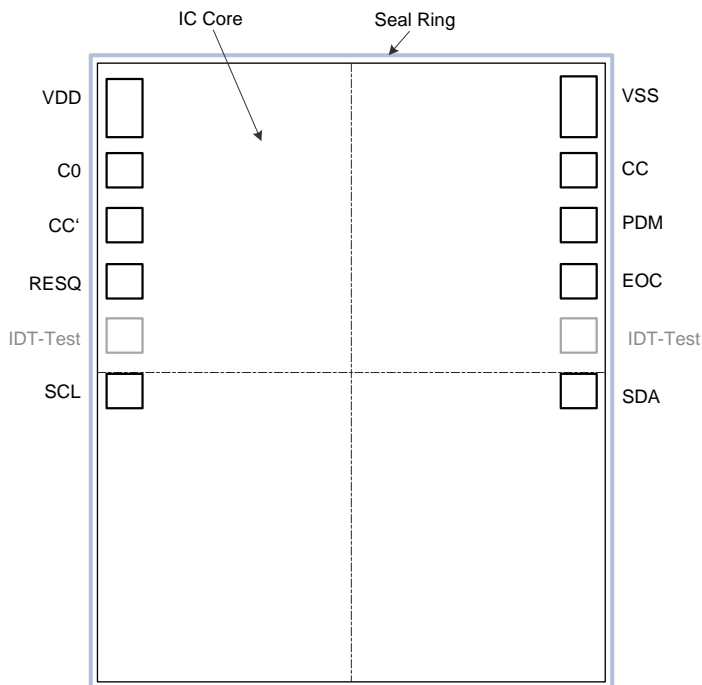 IC Core
Seal Ring
VDD
VSS
C0
CC
CC‘
PDM
RESQ
EOC
IDT-Test
IDT-Test
SCL
SDA